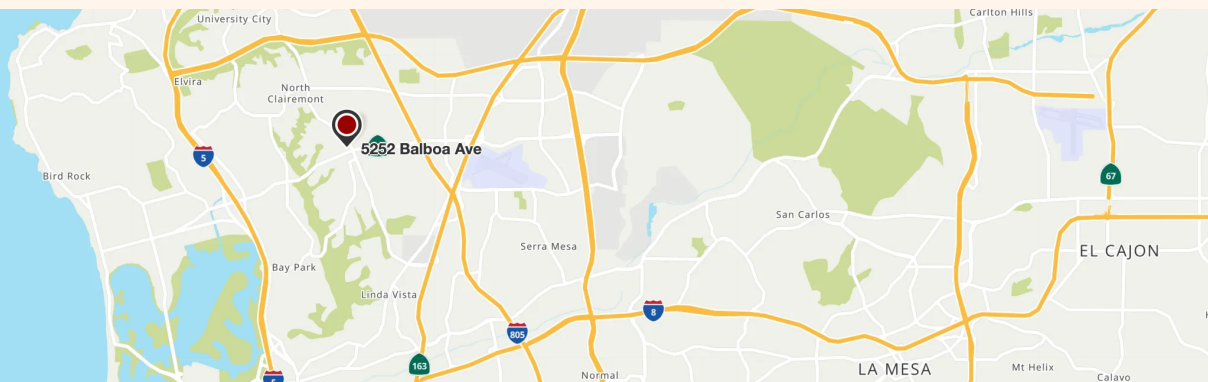 University City
Carlton Hills
Elvira
North
Clairemont
5252 Balboa Ave
5
Bird Rock
67
San Carlos
Serra Mesa
EL CAJON
Bay Park
Linda Vista
8
805
163
LA MESA
Mt Helix
Normal
Calavo
5